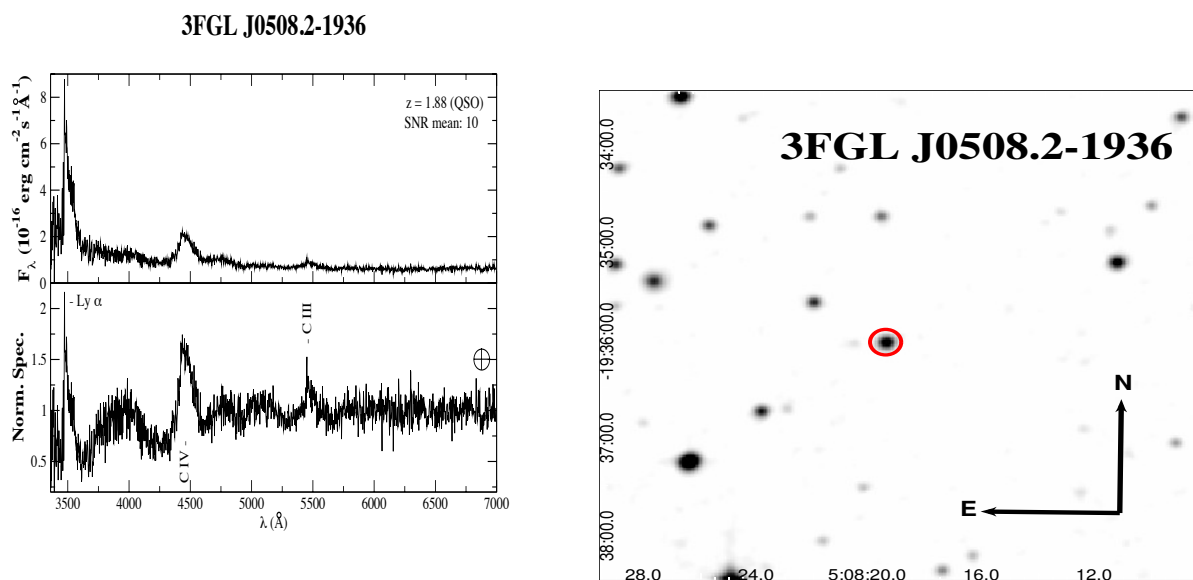 3FGL J0508.2-1936
z = 1.88 (QSO)
SNR mean: 10
F λ (10 -16 erg cm -2 s -1 Å -1)
8
6
4
2
0
- Ly α
- C III
C IV -
Norm. Spec.
2
1.5
1
0.5
3500 4000 4500 5000 5500 6000 6500 7000
λ (Å)
3FGL J0508.2-1936
34:00.0
35:00.0
-19:36:00.0
37:00.0
38:00.0
N
E
28.0 24.0 5:08:20.0 16.0 12.0